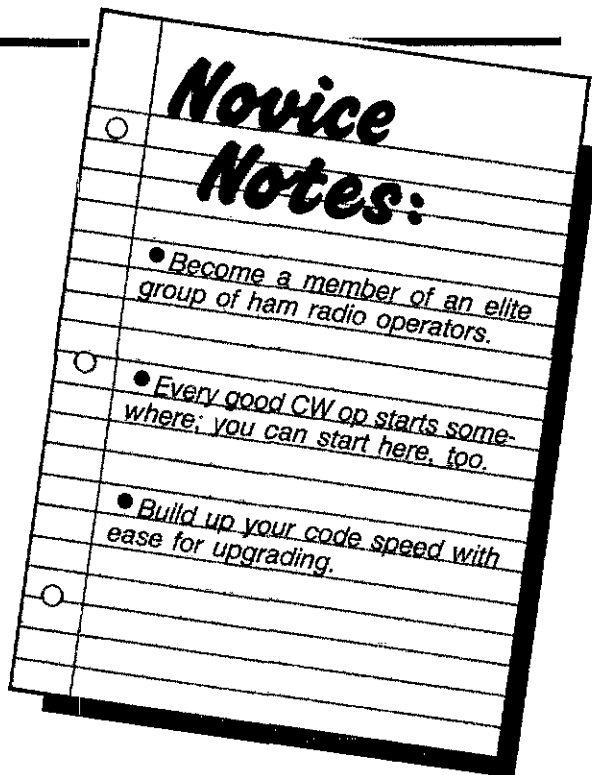 Novice
Notes:
● Become a member of an elite
group of ham radio operators.
● Every good CW op starts some-
where; you can start here, too.
● Build up your code speed with
ease for upgrading.